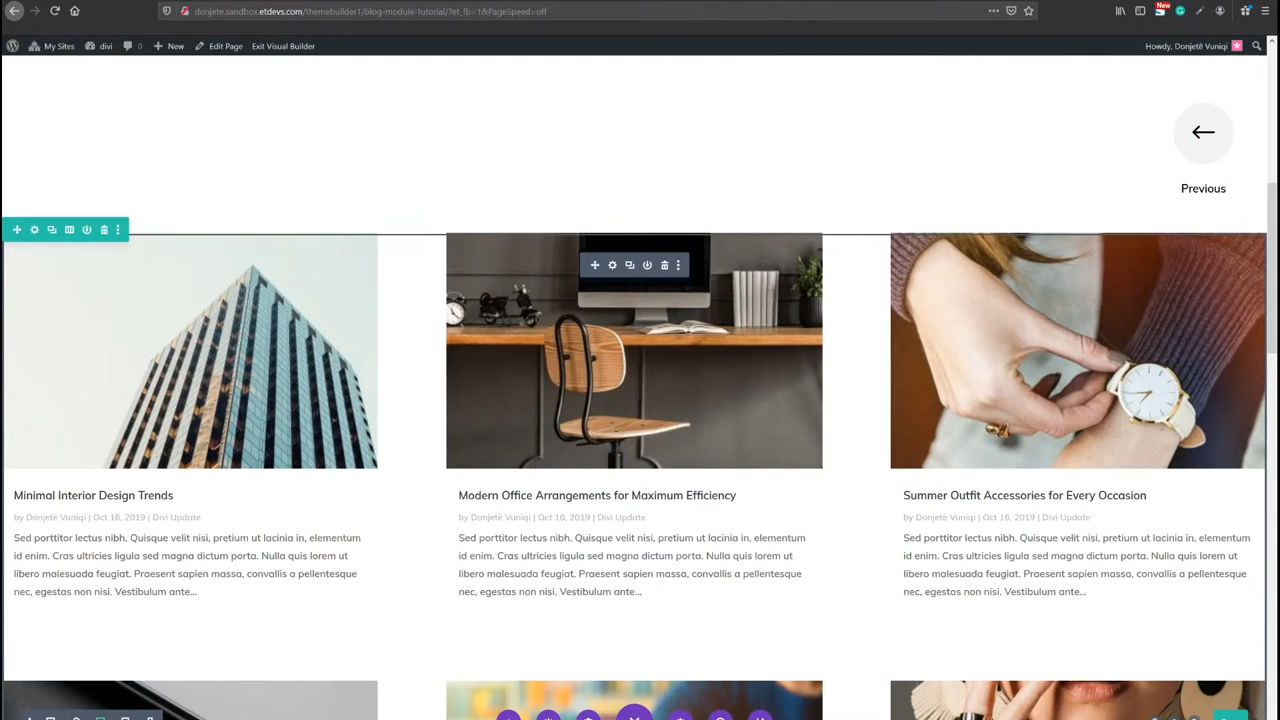 donjete.sandbox.etdevs.com/themebuilder1/blog-module-tutorial/?et_fb=1&PageSpeed=off
New
My Sites divi 0 New Edit Page Exit Visual Builder Howdy, Donjetë Vuniqi
Previous
Minimal Interior Design Trends
by Donjetë Vuniqi | Oct 16, 2019 | Divi Update
Sed porttitor lectus nibh. Quisque velit nisi, pretium ut lacinia in, elementum
id enim. Cras ultricies ligula sed magna dictum porta. Nulla quis lorem ut
libero malesuada feugiat. Praesent sapien massa, convallis a pellentesque
nec, egestas non nisi. Vestibulum ante...
Modern Office Arrangements for Maximum Efficiency
by Donjetë Vuniqi | Oct 16, 2019 | Divi Update
Sed porttitor lectus nibh. Quisque velit nisi, pretium ut lacinia in, elementum
id enim. Cras ultricies ligula sed magna dictum porta. Nulla quis lorem ut
libero malesuada feugiat. Praesent sapien massa, convallis a pellentesque
nec, egestas non nisi. Vestibulum ante...
Summer Outfit Accessories for Every Occasion
by Donjetë Vuniqi | Oct 16, 2019 | Divi Update
Sed porttitor lectus nibh. Quisque velit nisi, pretium ut lacinia in, elementum
id enim. Cras ultricies ligula sed magna dictum porta. Nulla quis lorem ut
libero malesuada feugiat. Praesent sapien massa, convallis a pellentesque
nec, egestas non nisi. Vestibulum ante...